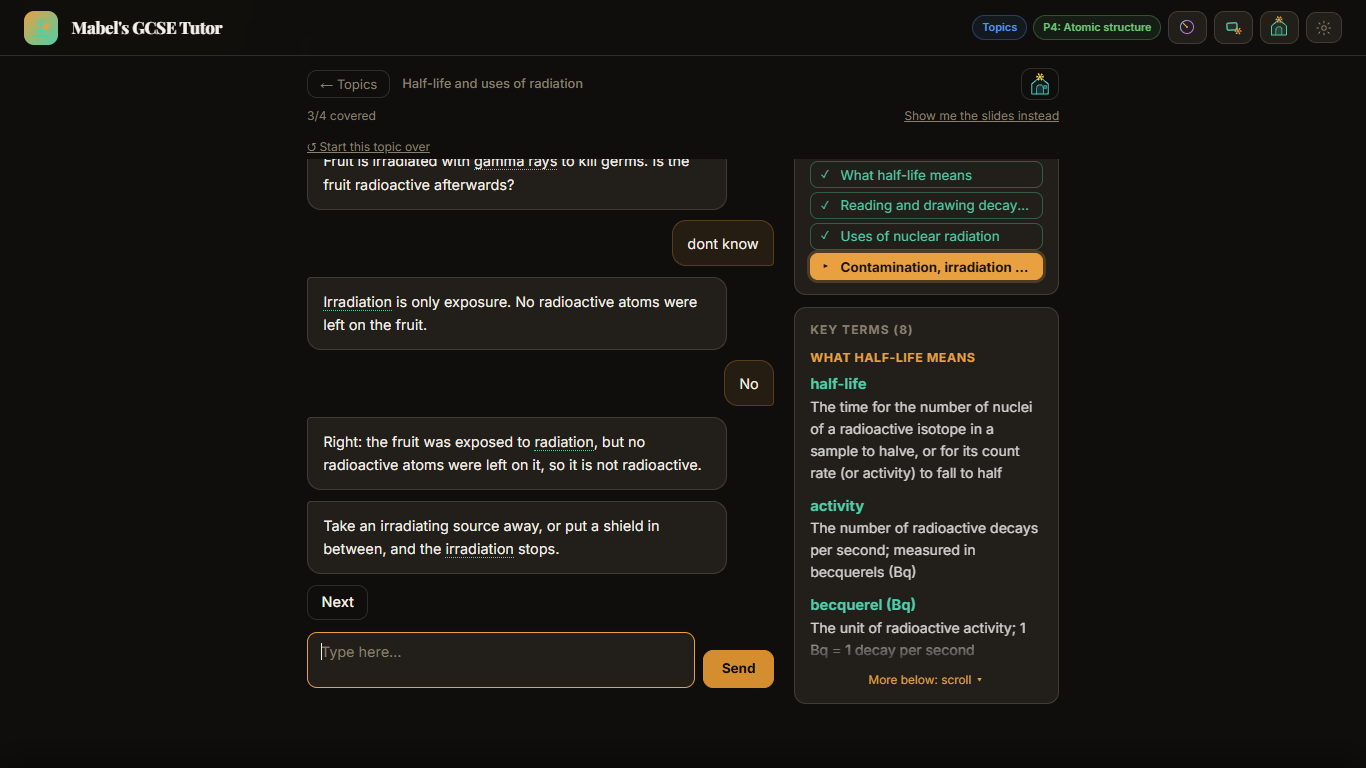 Mabel's GCSE Tutor
Topics
P4: Atomic structure
← Topics
Half-life and uses of radiation
3/4 covered
Show me the slides instead
↺ Start this topic over
Fruit is irradiated with gamma rays to kill germs. Is the
fruit radioactive afterwards?
dont know
Irradiation is only exposure. No radioactive atoms were
left on the fruit.
No
Right: the fruit was exposed to radiation, but no
radioactive atoms were left on it, so it is not radioactive.
Take an irradiating source away, or put a shield in
between, and the irradiation stops.
Next
Type here...
Send
✓ What half-life means
✓ Reading and drawing decay...
✓ Uses of nuclear radiation
▸ Contamination, irradiation ...
KEY TERMS (8)
WHAT HALF-LIFE MEANS
half-life
The time for the number of nuclei
of a radioactive isotope in a
sample to halve, or for its count
rate (or activity) to fall to half
activity
The number of radioactive decays
per second; measured in
becquerels (Bq)
becquerel (Bq)
The unit of radioactive activity; 1
Bq = 1 decay per second
More below: scroll ▾